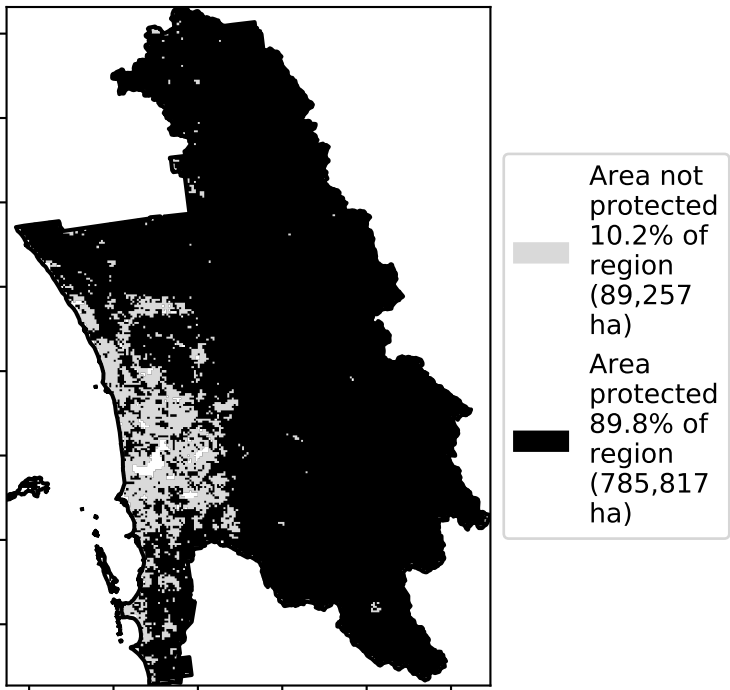 Area not
protected
10.2% of
region
(89,257
ha)
Area
protected
89.8% of
region
(785,817
ha)